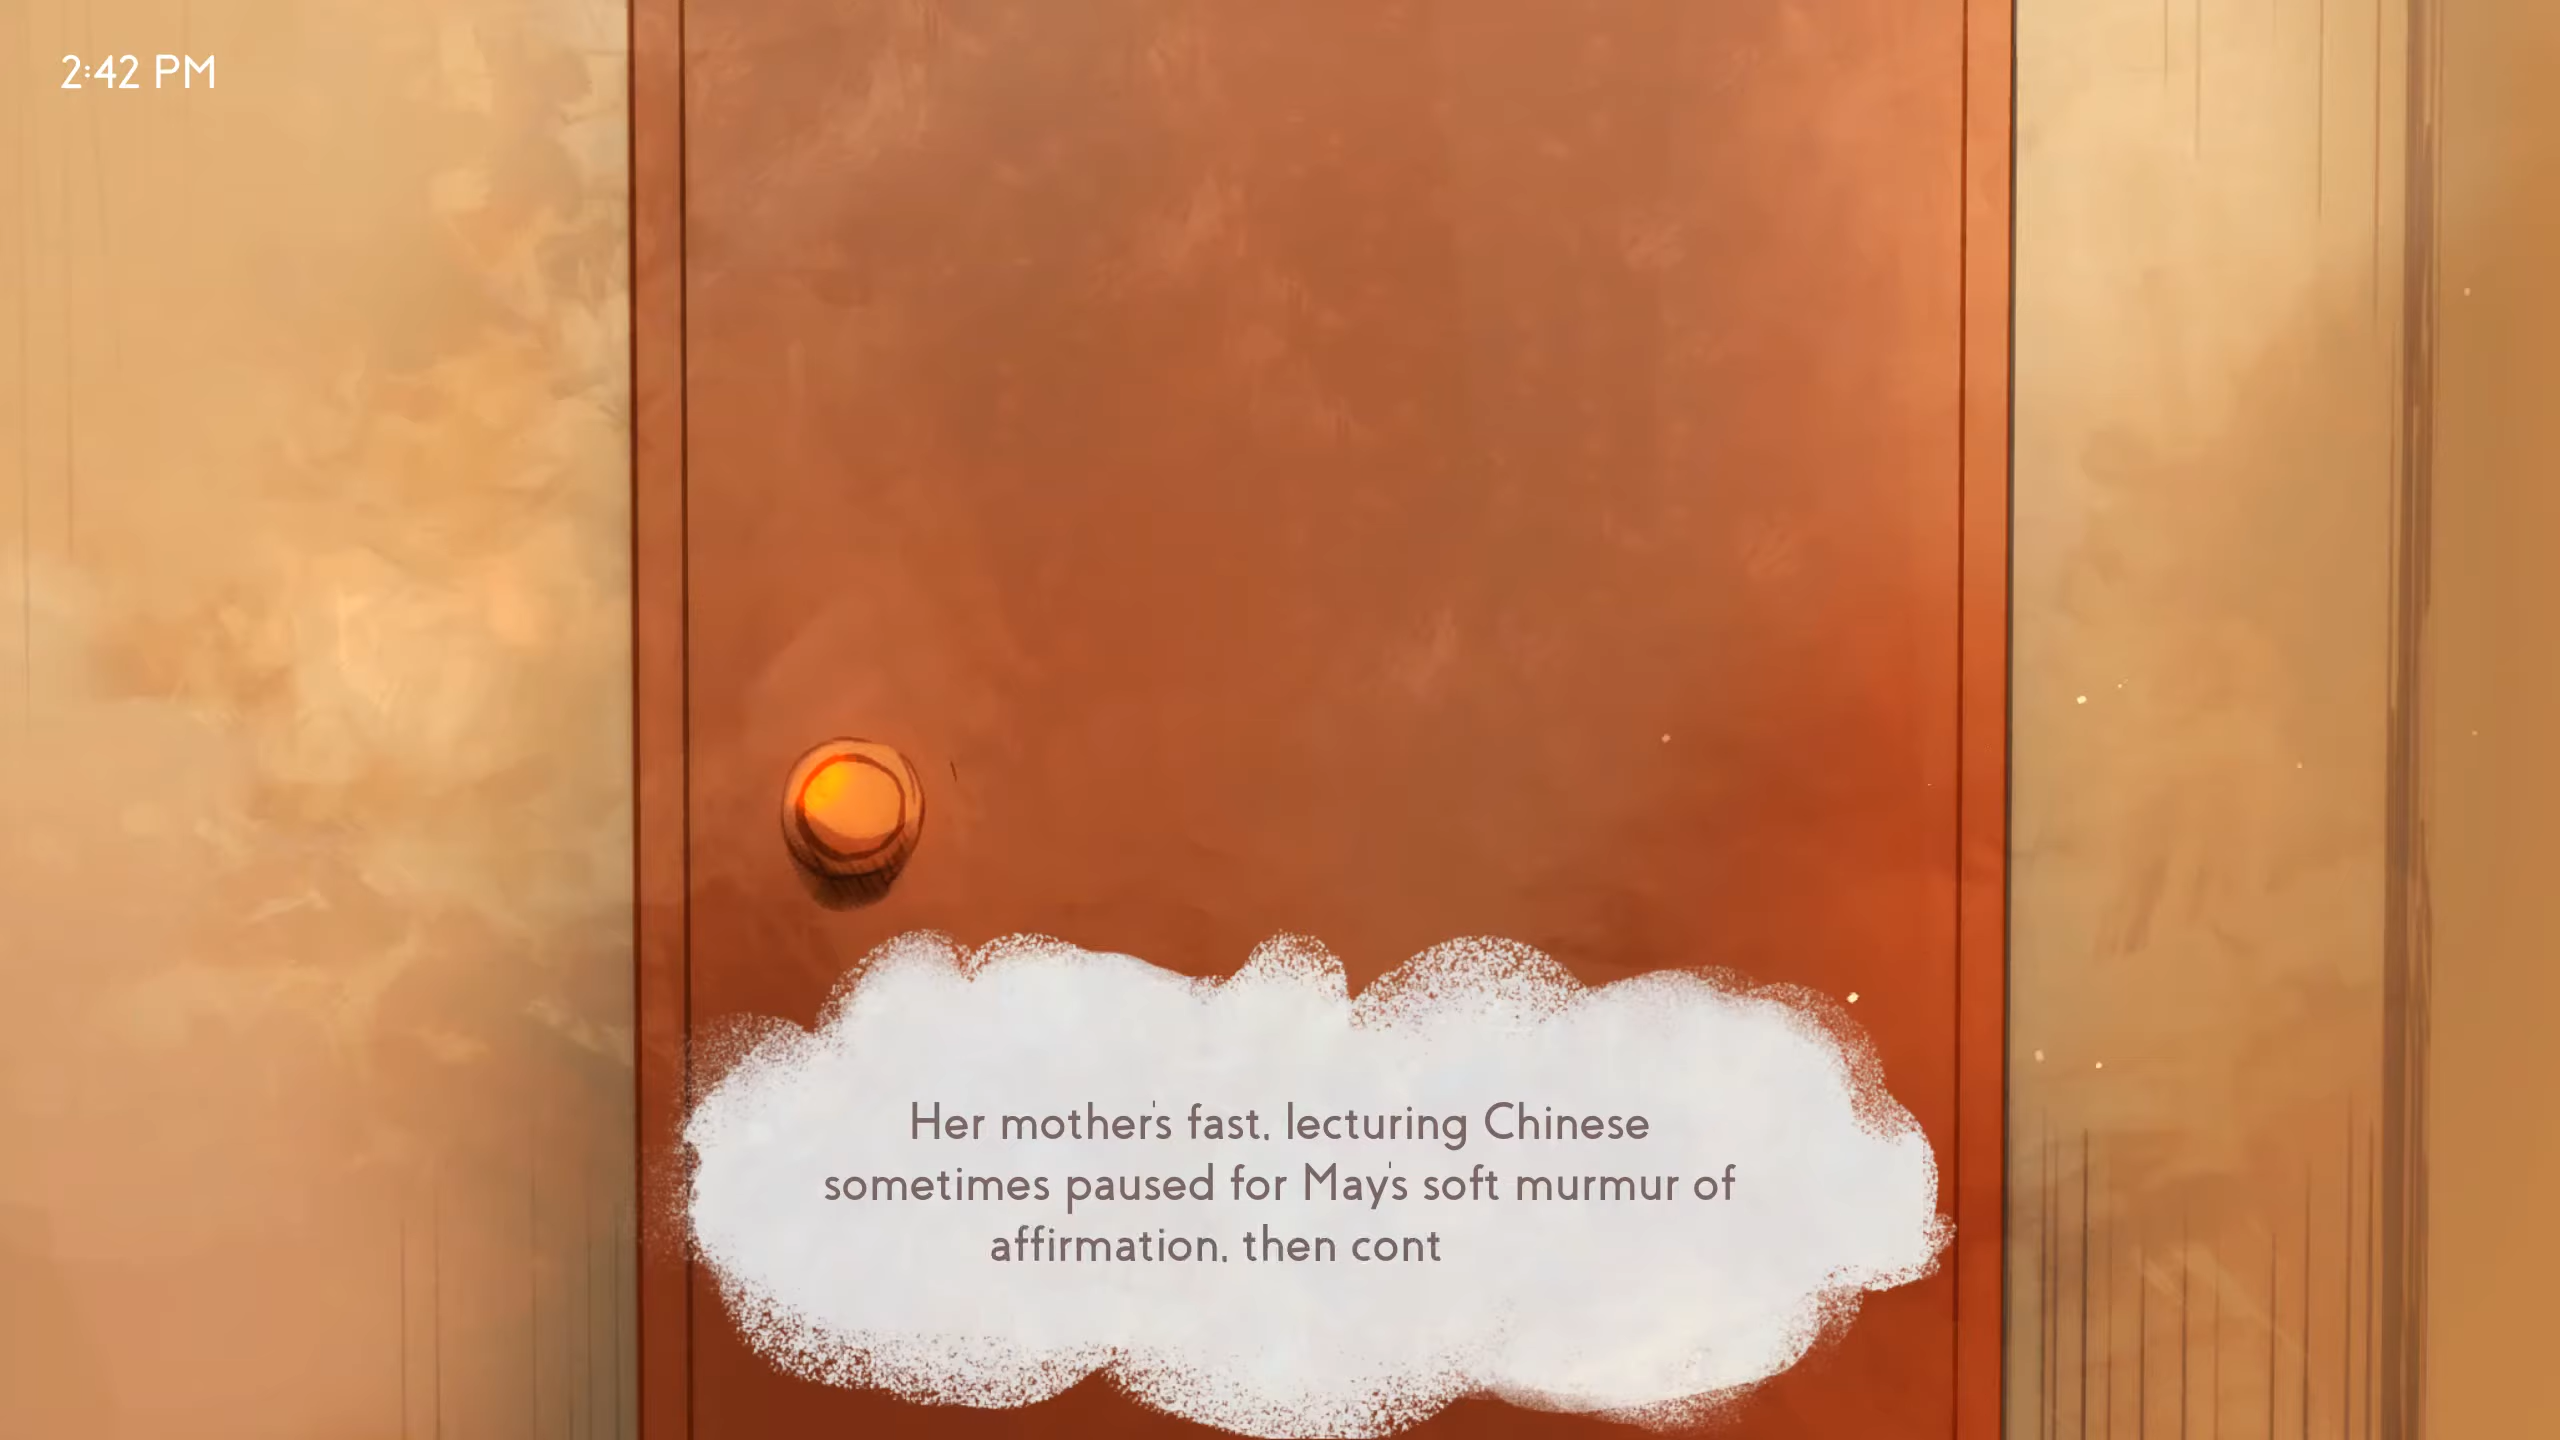 2:42 PM
Her mother's fast, lecturing Chinese
sometimes paused for May's soft murmur of
affirmation, then cont